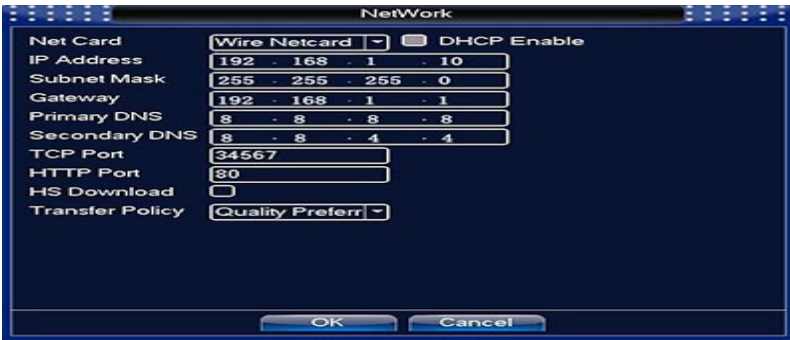 NetWork
Net Card Wire Netcard DHCP Enable
IP Address 192 . 168 . 1 . 10
Subnet Mask 255 . 255 . 255 . 0
Gateway 192 . 168 . 1 . 1
Primary DNS 8 . 8 . 8 . 8
Secondary DNS 8 . 8 . 4 . 4
TCP Port 34567
HTTP Port 80
HS Download
Transfer Policy Quality Preferr
OK Cancel